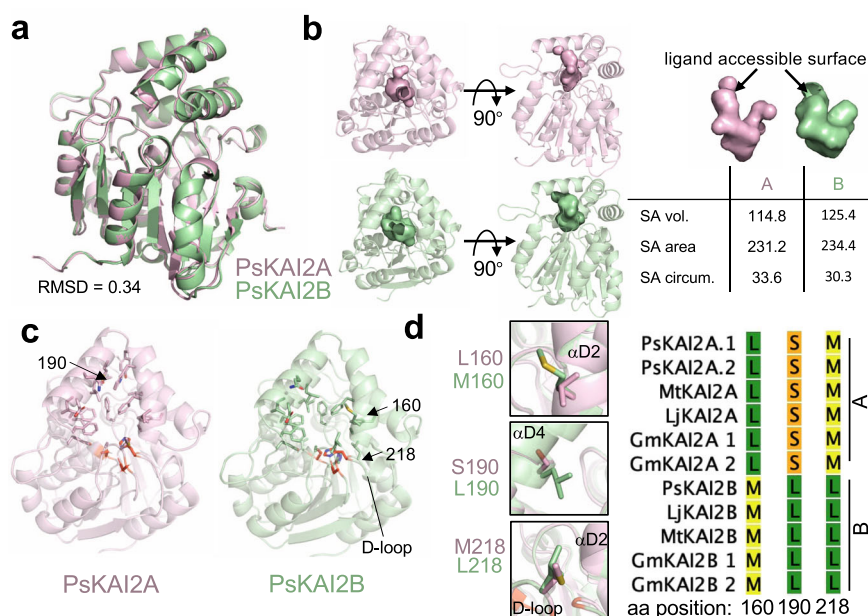 a
PsKAI2A
PsKAI2B
RMSD = 0.34
b
90°
90°
ligand accessible surface
A B
SA vol. 114.8 125.4
SA area 231.2 234.4
SA circum. 33.6 30.3
c
190
160
218
D-loop
PsKAI2A
PsKAI2B
d
L160
M160
αD2
S190
L190
αD4
M218
L218
αD2
D-loop
PsKAI2A.1 L S M
PsKAI2A.2 L S M
MtKAI2A L S M
LjKAI2A L S M
GmKAI2A 1 L S M
GmKAI2A 2 L S M
PsKAI2B M L L
LjKAI2B M L L
MtKAI2B M L L
GmKAI2B 1 M L L
GmKAI2B 2 M L L
A
B
aa position: 160 190 218